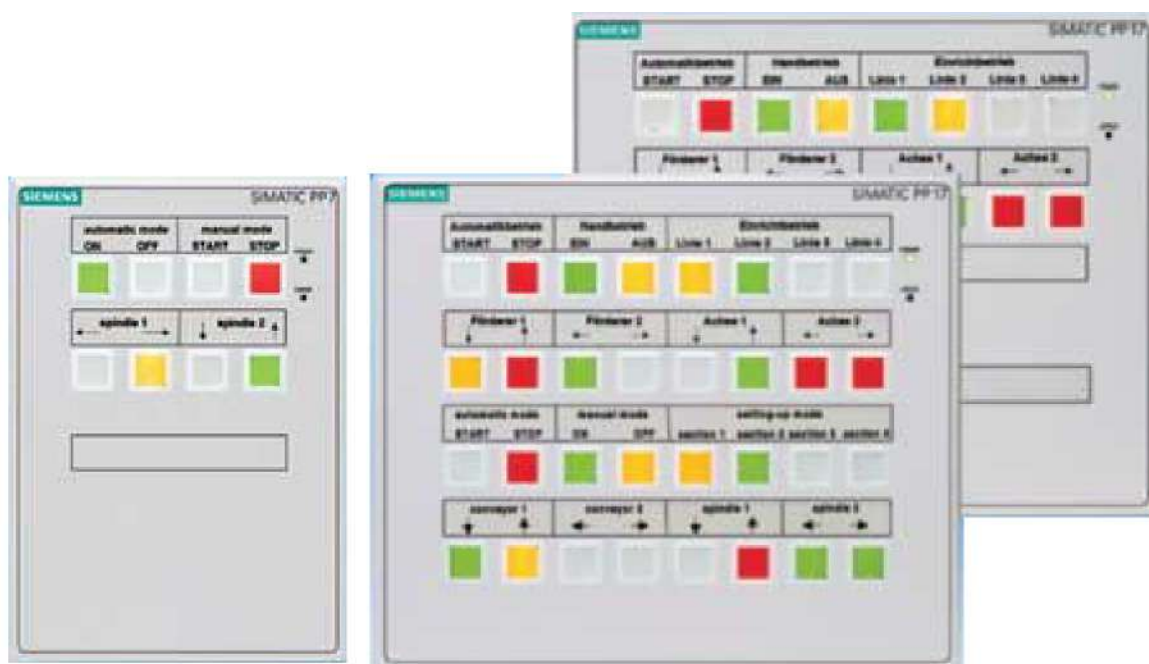 SIEMENS
SIMATIC PP17
Automatikbetrieb Handbetrieb Einrichtbetrieb
START STOP EIN AUS Linie 1 Linie 2 Linie 3 Linie 4
Förderer 1 Förderer 2 Achse 1 Achse 2
SIEMENS
SIMATIC PP7
automatic mode manual mode
ON OFF START STOP
spindle 1 spindle 2
SIEMENS
SIMATIC PP 17
Automatikbetrieb Handbetrieb Einrichtbetrieb
START STOP EIN AUS Linie 1 Linie 2 Linie 3 Linie 4
Förderer 1 Förderer 2 Achse 1 Achse 2
automatic mode manual mode setting-up mode
START STOP ON OFF section 1 section 2 section 3 section 4
conveyor 1 conveyor 2 spindle 1 spindle 2